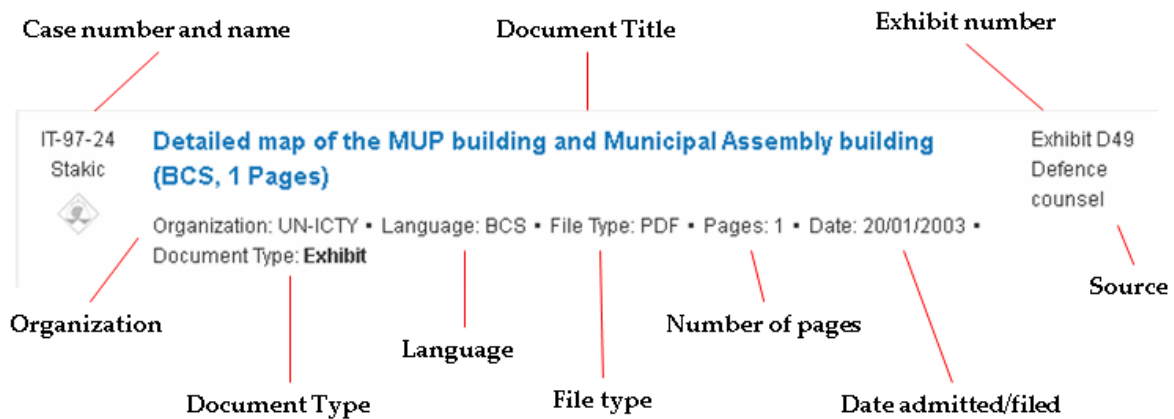 Case number and name
Document Title
Exhibit number
IT-97-24
Stakic
Detailed map of the MUP building and Municipal Assembly building
(BCS, 1 Pages)
Exhibit D49
Defence
counsel
Organization: UN-ICTY • Language: BCS • File Type: PDF • Pages: 1 • Date: 20/01/2003 •
Document Type: Exhibit
Source
Organization
Number of pages
Language
Document Type
File type
Date admitted/filed